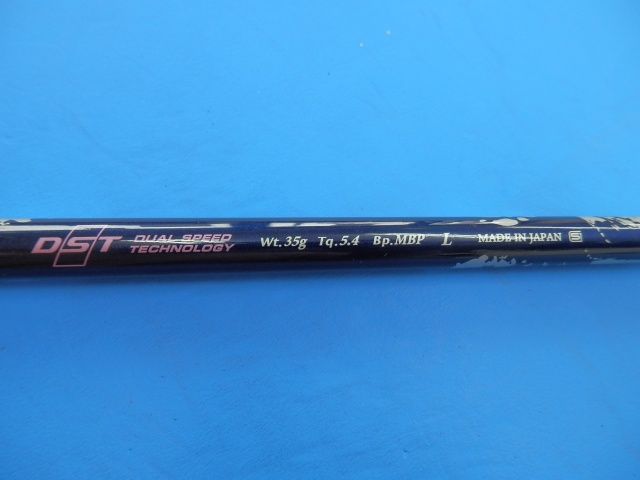 DST DUAL SPEED
TECHNOLOGY
Wt.35g Tq.5.4 Bp.MBP L MADE IN JAPAN S